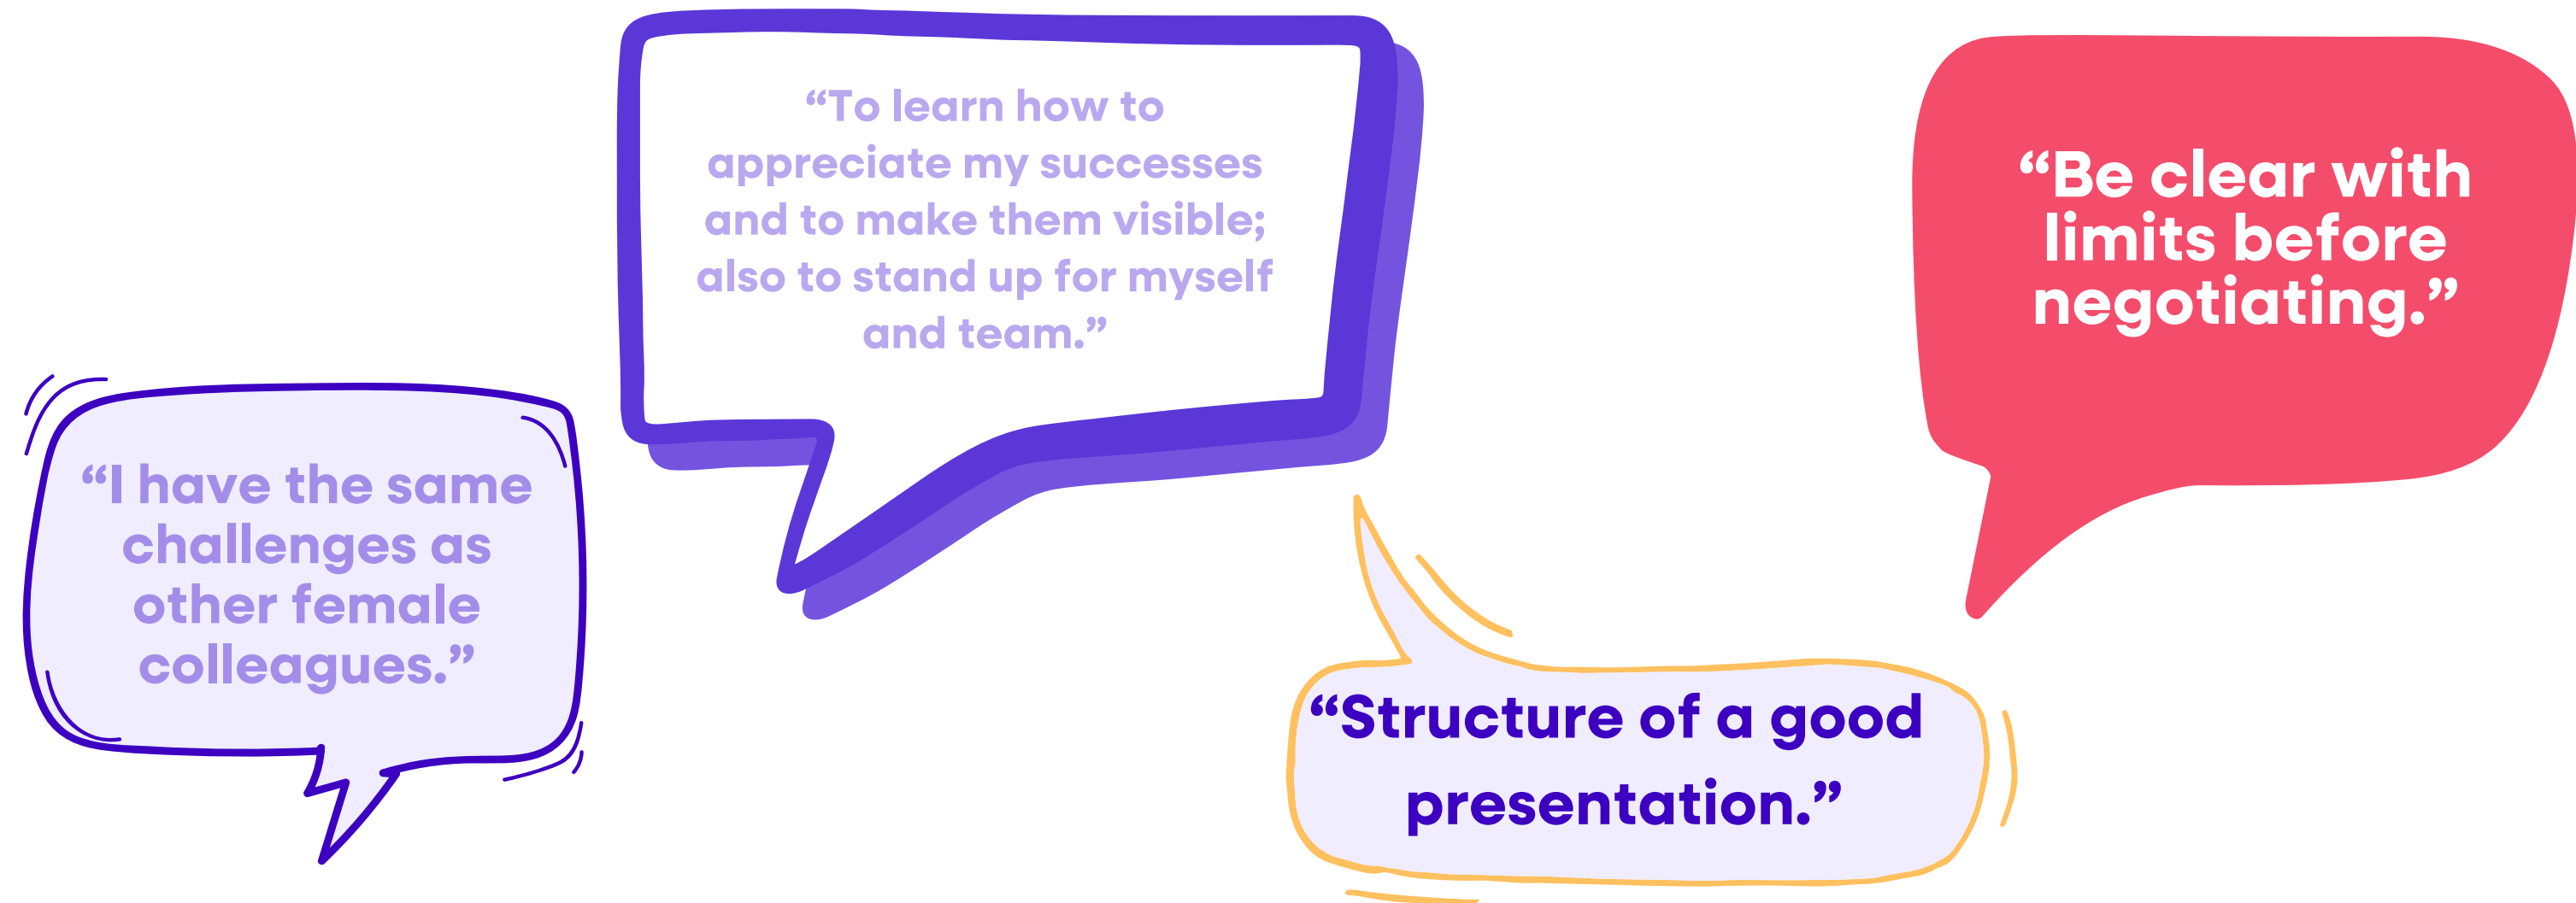 “To learn how to
appreciate my successes
and to make them visible;
also to stand up for myself
and team.”
“Be clear with
limits before
negotiating.”
“I have the same
challenges as
other female
colleagues.”
“Structure of a good
presentation.”